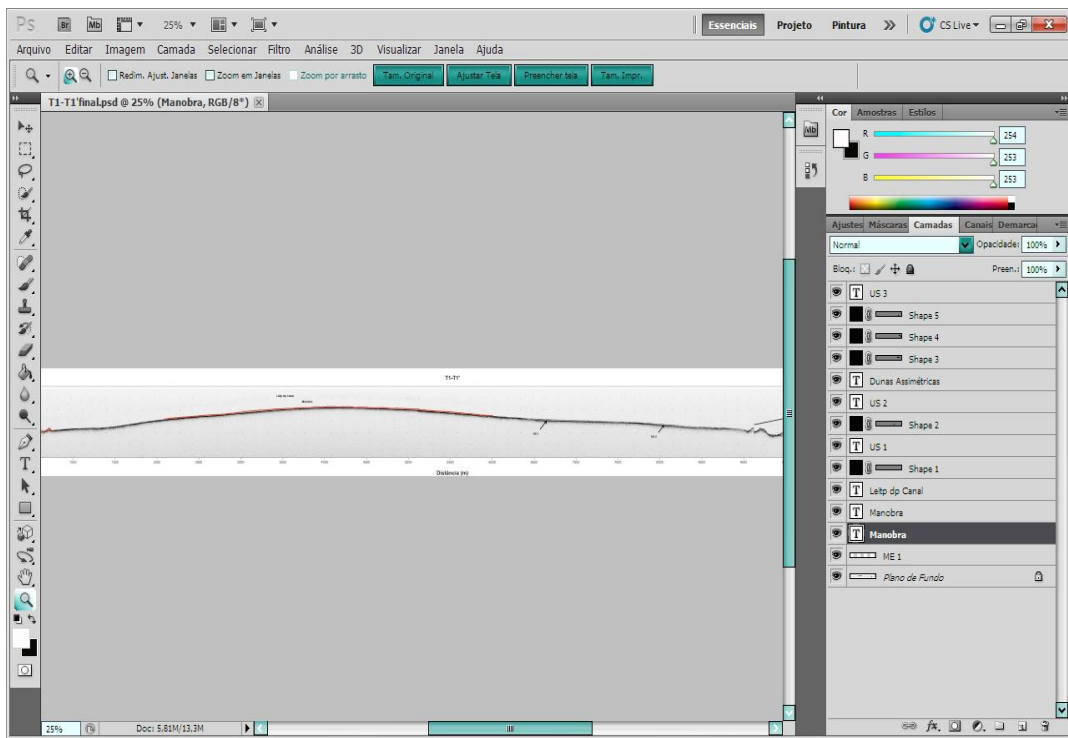 Ps Br Mb 25% Essenciais Projeto Pintura CS Live
Arquivo Editar Imagem Camada Selecionar Filtro Análise 3D Visualizar Janela Ajuda
Redim. Ajust. Janelas Zoom em Janelas Zoom por arrasto Tam. Original Ajustar Tela Preencher tela Tam. Impr.
T1-T1'final.psd @ 25% (Manobra, RGB/8*)
Mb
Cor Amostras Estilos
R 254
G 253
B 253
Ajustes Máscaras Camadas Canais Demarca
Normal Opacidade: 100%
Bloq.: Preen.: 100%
T US 3
Shape 5
Shape 4
Shape 3
T Dunas Assimétricas
T US 2
Shape 2
T US 1
Shape 1
T Leitp dp Canal
T Manobra
T Manobra
ME 1
Plano de Fundo
T1-T1'
Manobra
Distância (m)
25% Doc: 5,81M/13,3M
fx